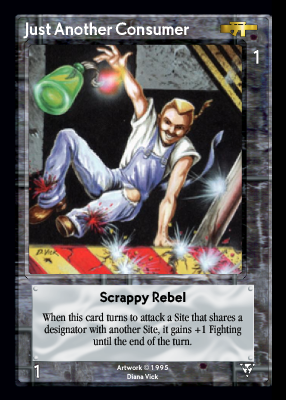 Just Another Consumer
1
D. Vick
Scrappy Rebel
When this card turns to attack a Site that shares a
designator with another Site, it gains +1 Fighting
until the end of the turn.
1
Artwork © 1995
Diana Vick